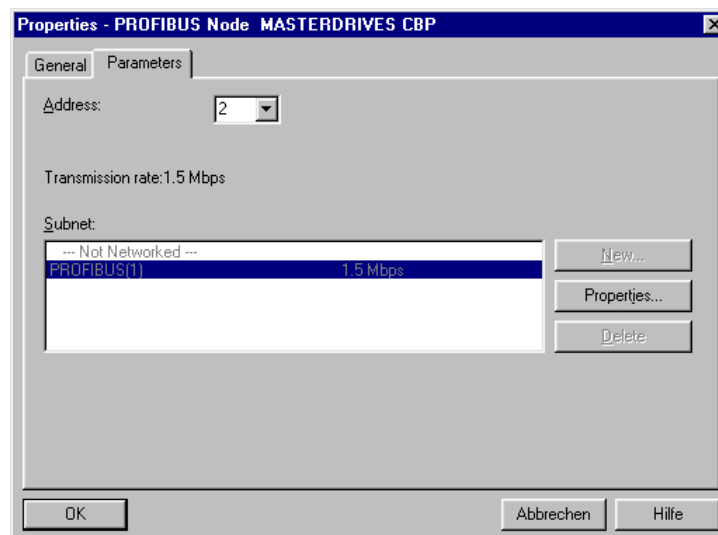 Properties - PROFIBUS Node  MASTERDRIVES CBP
General Parameters
Address: 2
Transmission rate:1.5 Mbps
Subnet:
--- Not Networked ---
New...
PROFIBUS(1) 1.5 Mbps
Properties...
Delete
OK Abbrechen Hilfe